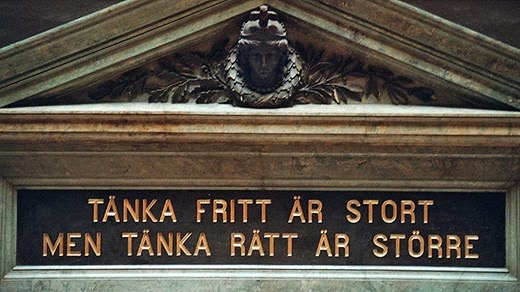 TÄNKA FRITT ÄR STORT
MEN TÄNKA RÄTT ÄR STÖRRE